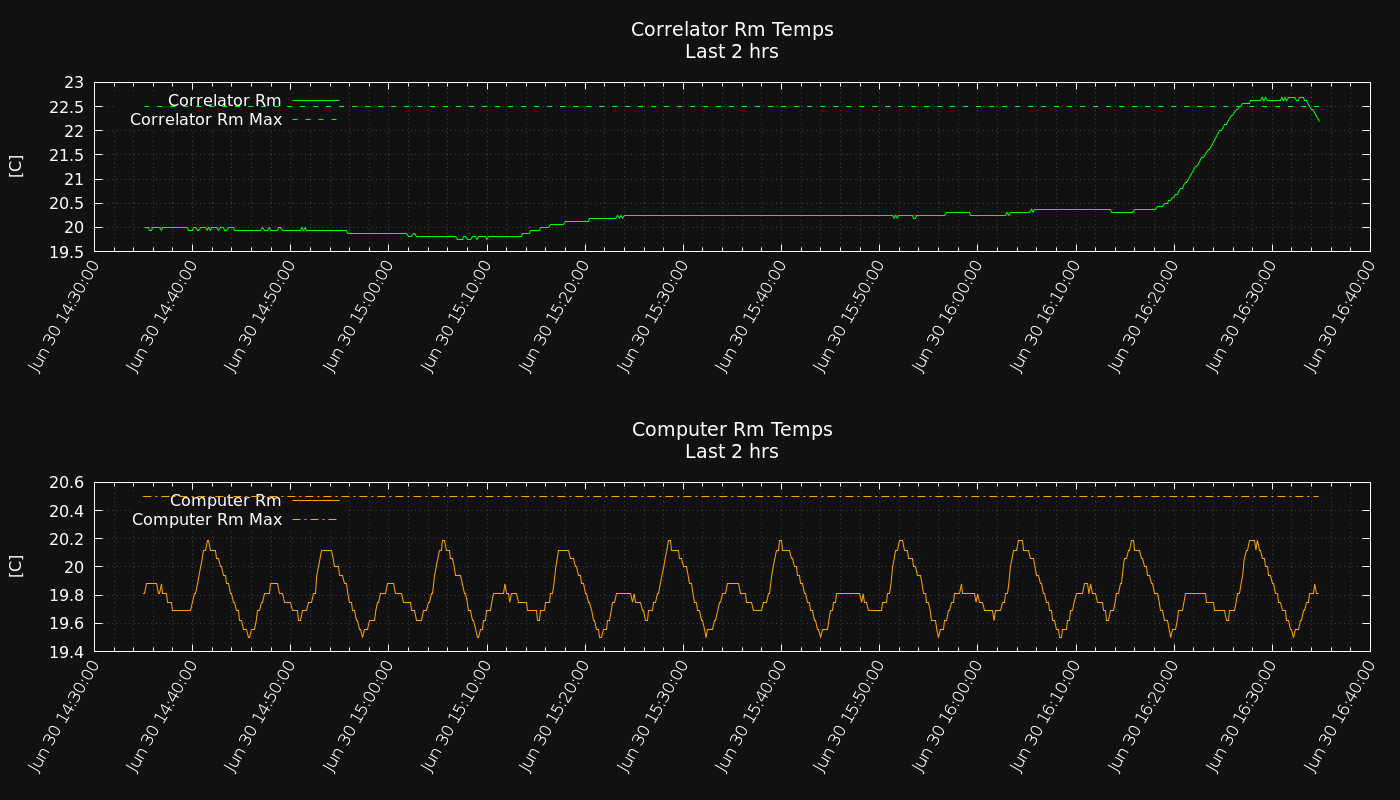 Correlator Rm Temps
Last 2 hrs
23
22.5
22
21.5
21
20.5
20
19.5
[C]
Correlator Rm
Correlator Rm Max
Jun 30 14:30:00
Jun 30 14:40:00
Jun 30 14:50:00
Jun 30 15:00:00
Jun 30 15:10:00
Jun 30 15:20:00
Jun 30 15:30:00
Jun 30 15:40:00
Jun 30 15:50:00
Jun 30 16:00:00
Jun 30 16:10:00
Jun 30 16:20:00
Jun 30 16:30:00
Jun 30 16:40:00
Computer Rm Temps
Last 2 hrs
20.6
20.4
20.2
20
19.8
19.6
19.4
[C]
Computer Rm
Computer Rm Max
Jun 30 14:30:00
Jun 30 14:40:00
Jun 30 14:50:00
Jun 30 15:00:00
Jun 30 15:10:00
Jun 30 15:20:00
Jun 30 15:30:00
Jun 30 15:40:00
Jun 30 15:50:00
Jun 30 16:00:00
Jun 30 16:10:00
Jun 30 16:20:00
Jun 30 16:30:00
Jun 30 16:40:00